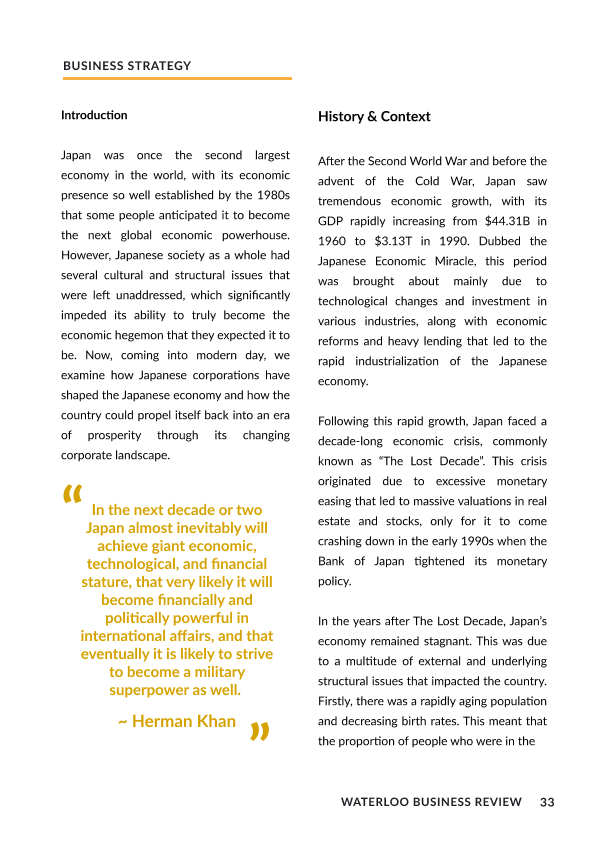 BUSINESS STRATEGY
Introduction
Japan was once the second largest
economy in the world, with its economic
presence so well established by the 1980s
that some people anticipated it to become
the next global economic powerhouse.
However, Japanese society as a whole had
several cultural and structural issues that
were left unaddressed, which significantly
impeded its ability to truly become the
economic hegemon that they expected it to
be. Now, coming into modern day, we
examine how Japanese corporations have
shaped the Japanese economy and how the
country could propel itself back into an era
of prosperity through its changing
corporate landscape.
“
In the next decade or two
Japan almost inevitably will
achieve giant economic,
technological, and financial
stature, that very likely it will
become financially and
politically powerful in
international affairs, and that
eventually it is likely to strive
to become a military
superpower as well.
~ Herman Khan
”
History & Context
After the Second World War and before the
advent of the Cold War, Japan saw
tremendous economic growth, with its
GDP rapidly increasing from $44.31B in
1960 to $3.13T in 1990. Dubbed the
Japanese Economic Miracle, this period
was brought about mainly due to
technological changes and investment in
various industries, along with economic
reforms and heavy lending that led to the
rapid industrialization of the Japanese
economy.
Following this rapid growth, Japan faced a
decade-long economic crisis, commonly
known as “The Lost Decade”. This crisis
originated due to excessive monetary
easing that led to massive valuations in real
estate and stocks, only for it to come
crashing down in the early 1990s when the
Bank of Japan tightened its monetary
policy.
In the years after The Lost Decade, Japan’s
economy remained stagnant. This was due
to a multitude of external and underlying
structural issues that impacted the country.
Firstly, there was a rapidly aging population
and decreasing birth rates. This meant that
the proportion of people who were in the
WATERLOO BUSINESS REVIEW 33